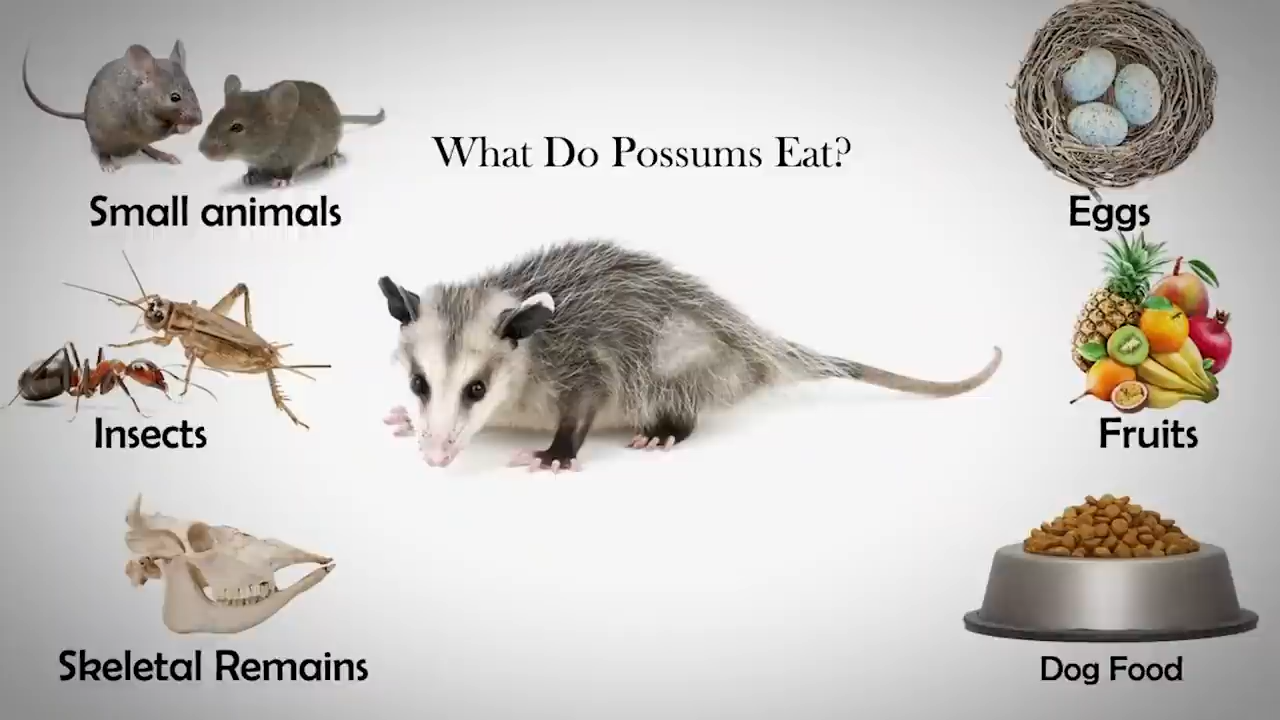 What Do Possums Eat?
Small animals
Eggs
Insects
Fruits
Skeletal Remains
Dog Food